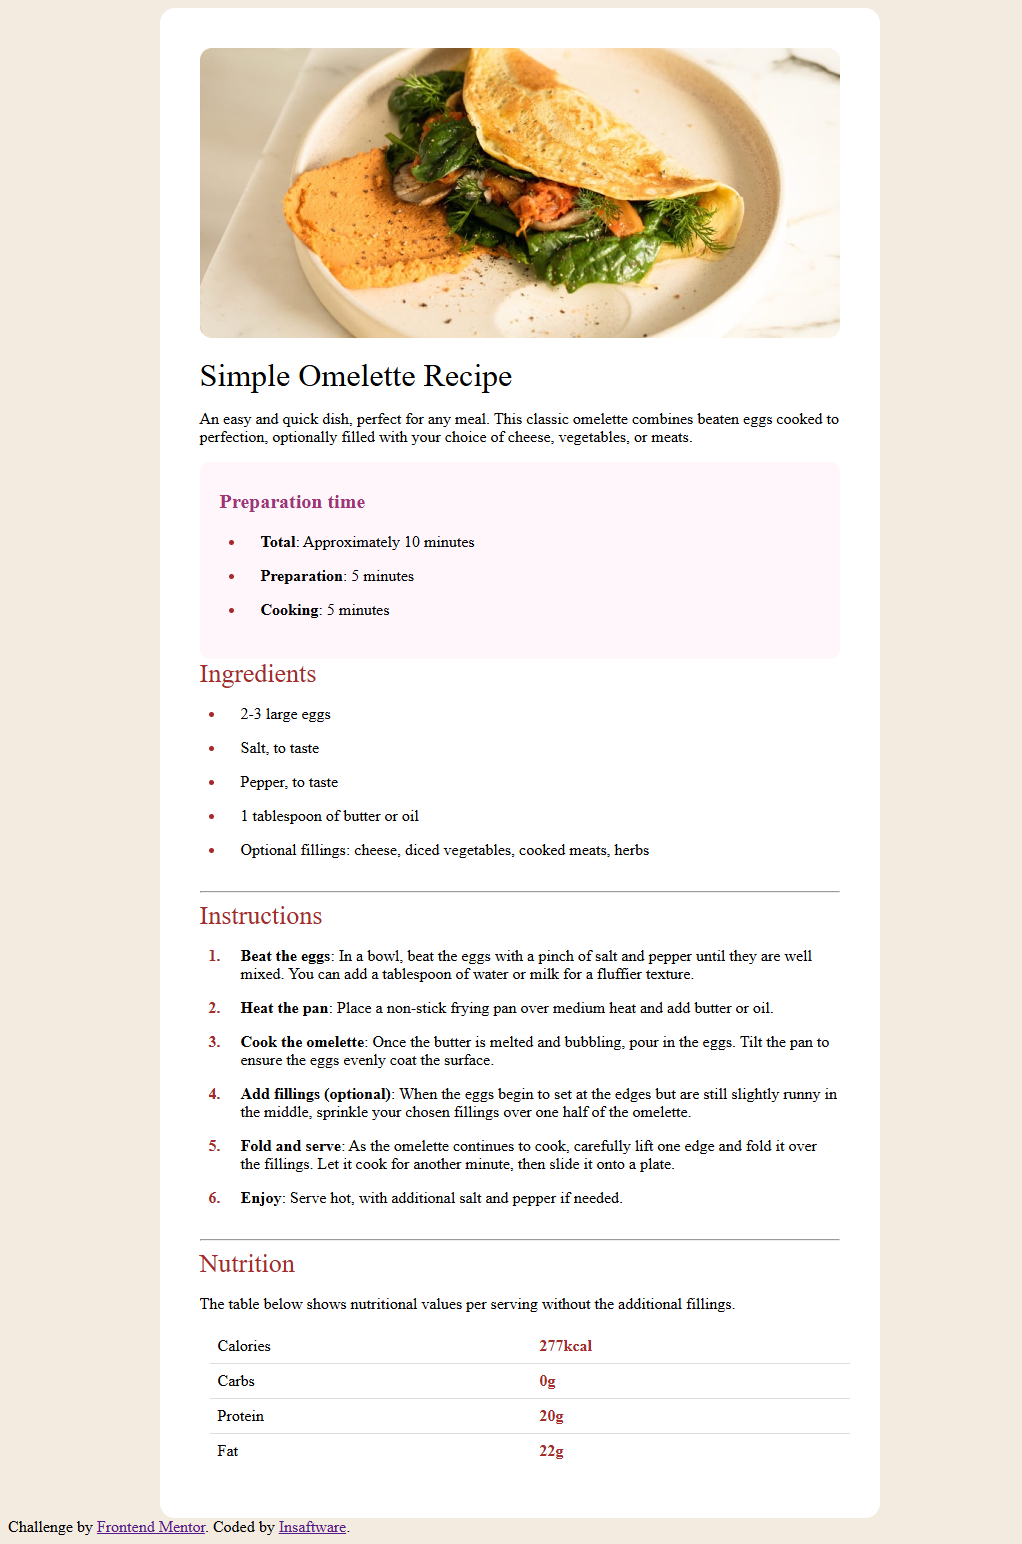 Simple Omelette Recipe
An easy and quick dish, perfect for any meal. This classic omelette combines beaten eggs cooked to
perfection, optionally filled with your choice of cheese, vegetables, or meats.
Preparation time
• Total: Approximately 10 minutes
• Preparation: 5 minutes
• Cooking: 5 minutes
Ingredients
• 2-3 large eggs
• Salt, to taste
• Pepper, to taste
• 1 tablespoon of butter or oil
• Optional fillings: cheese, diced vegetables, cooked meats, herbs
Instructions
1. Beat the eggs: In a bowl, beat the eggs with a pinch of salt and pepper until they are well
mixed. You can add a tablespoon of water or milk for a fluffier texture.
2. Heat the pan: Place a non-stick frying pan over medium heat and add butter or oil.
3. Cook the omelette: Once the butter is melted and bubbling, pour in the eggs. Tilt the pan to
ensure the eggs evenly coat the surface.
4. Add fillings (optional): When the eggs begin to set at the edges but are still slightly runny in
the middle, sprinkle your chosen fillings over one half of the omelette.
5. Fold and serve: As the omelette continues to cook, carefully lift one edge and fold it over
the fillings. Let it cook for another minute, then slide it onto a plate.
6. Enjoy: Serve hot, with additional salt and pepper if needed.
Nutrition
The table below shows nutritional values per serving without the additional fillings.
Calories 277kcal
Carbs 0g
Protein 20g
Fat 22g
Challenge by Frontend Mentor. Coded by Insaftware.